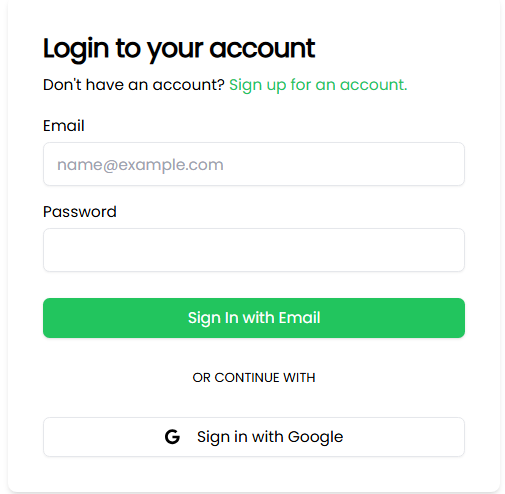 Login to your account
Don't have an account? Sign up for an account.
Email
name@example.com
Password
Sign In with Email
OR CONTINUE WITH
Sign in with Google